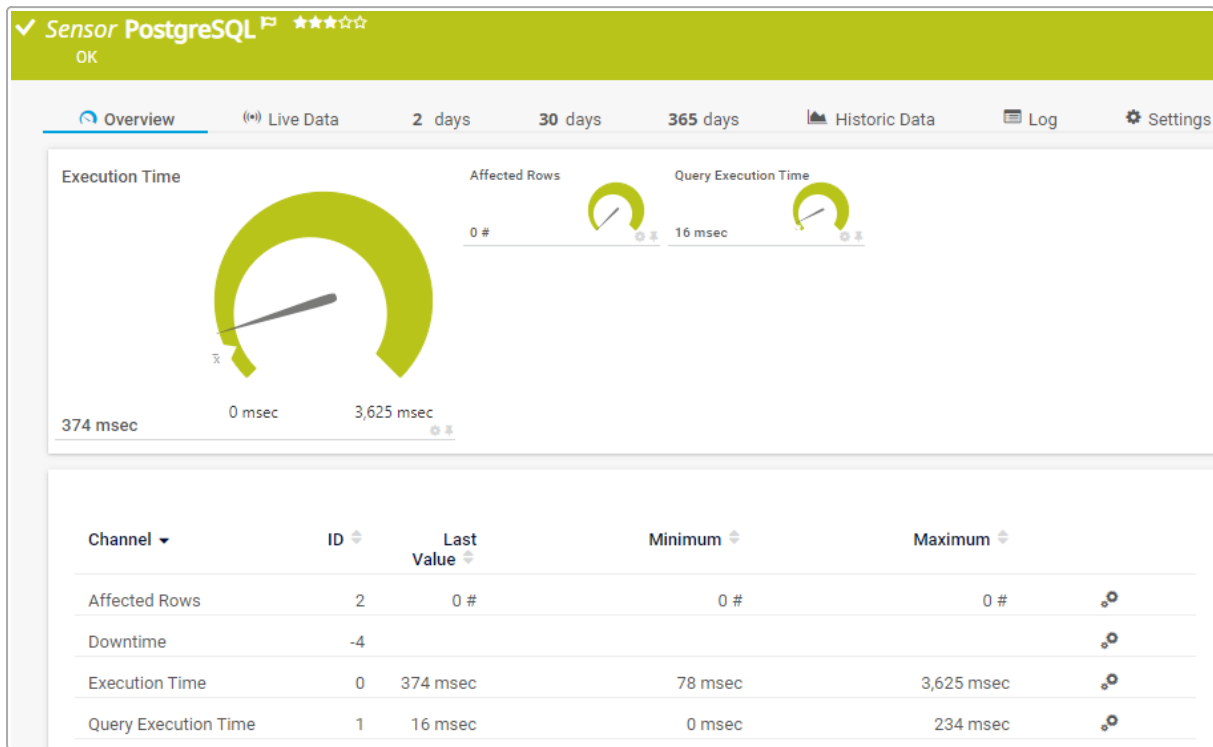 Sensor PostgreSQL
OK
Overview Live Data 2 days 30 days 365 days Historic Data Log Settings
Execution Time
374 msec
0 msec 3,625 msec
x̄
Affected Rows
0 #
Query Execution Time
16 msec
Channel ID Last Value Minimum Maximum
Affected Rows 2 0 # 0 # 0 #
Downtime -4
Execution Time 0 374 msec 78 msec 3,625 msec
Query Execution Time 1 16 msec 0 msec 234 msec